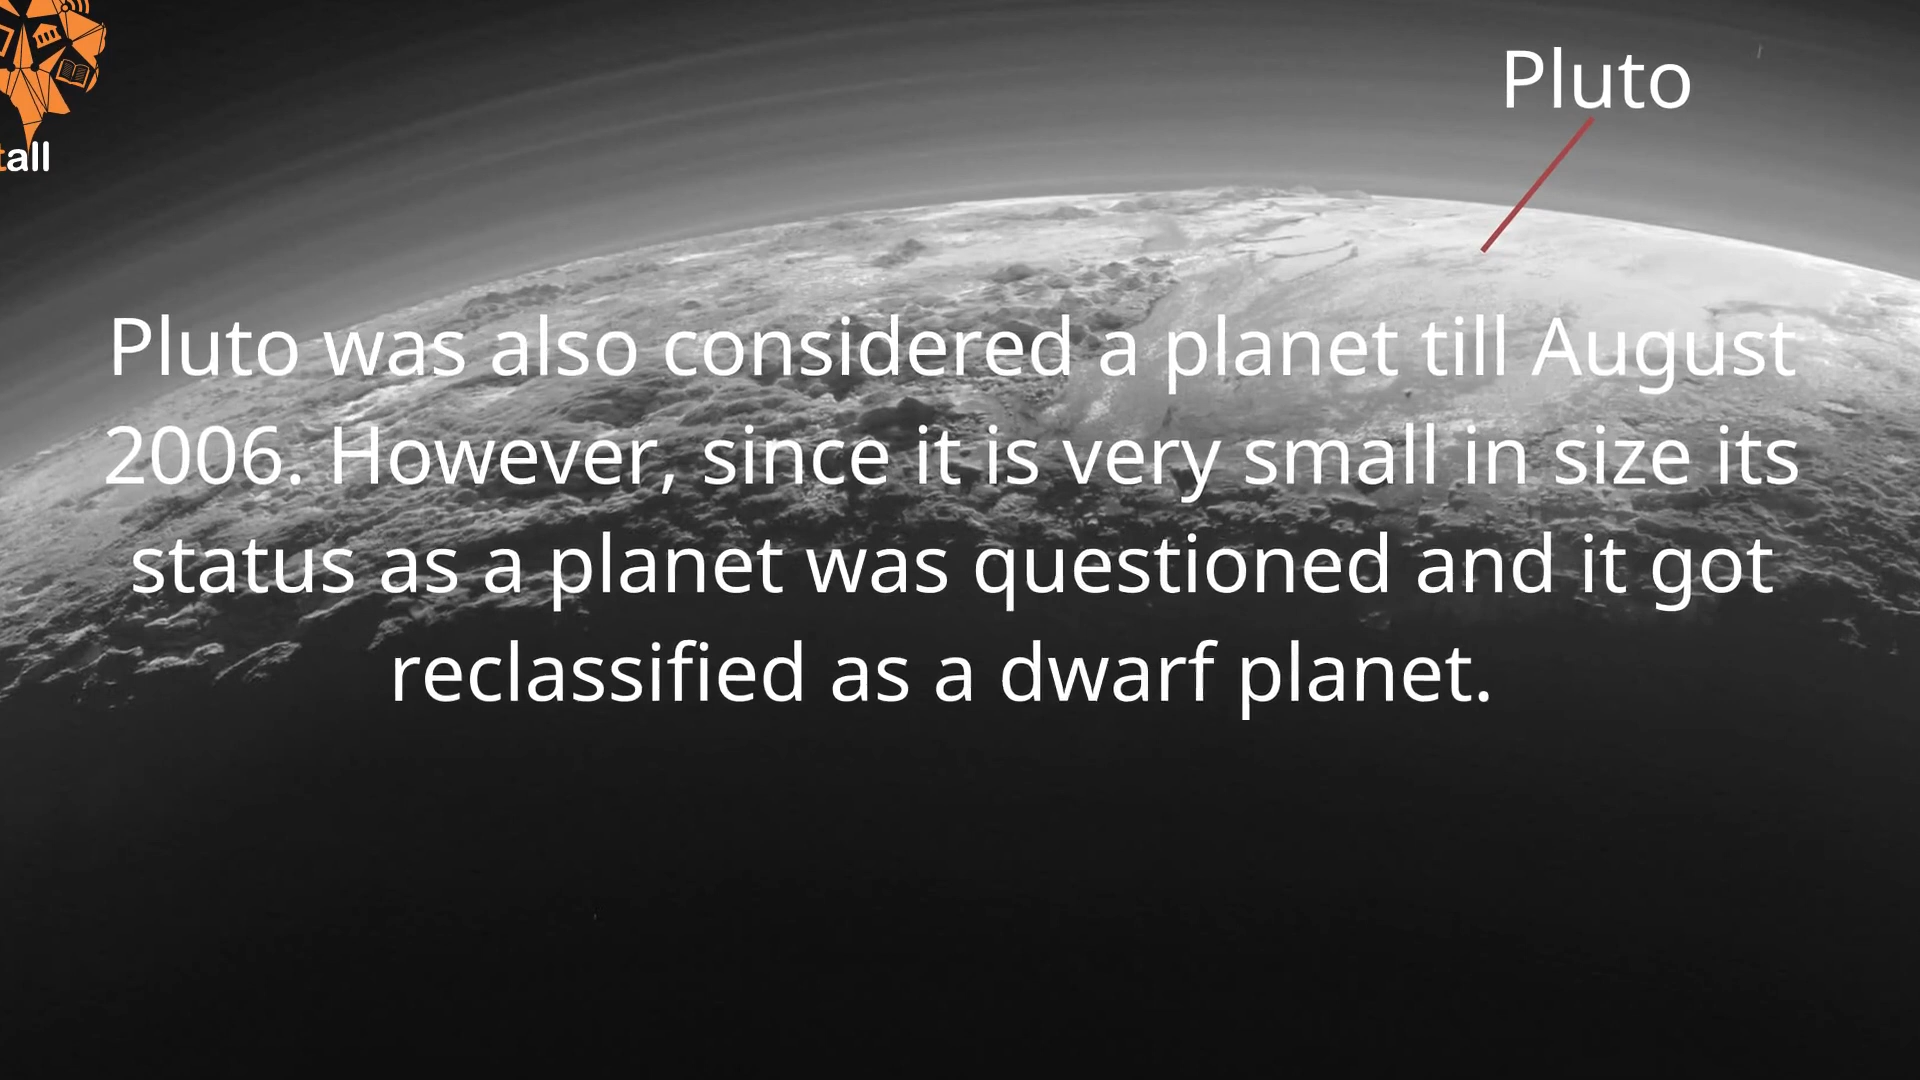 Pluto
tall
Pluto was also considered a planet till August
2006. However, since it is very small in size its
status as a planet was questioned and it got
reclassified as a dwarf planet.